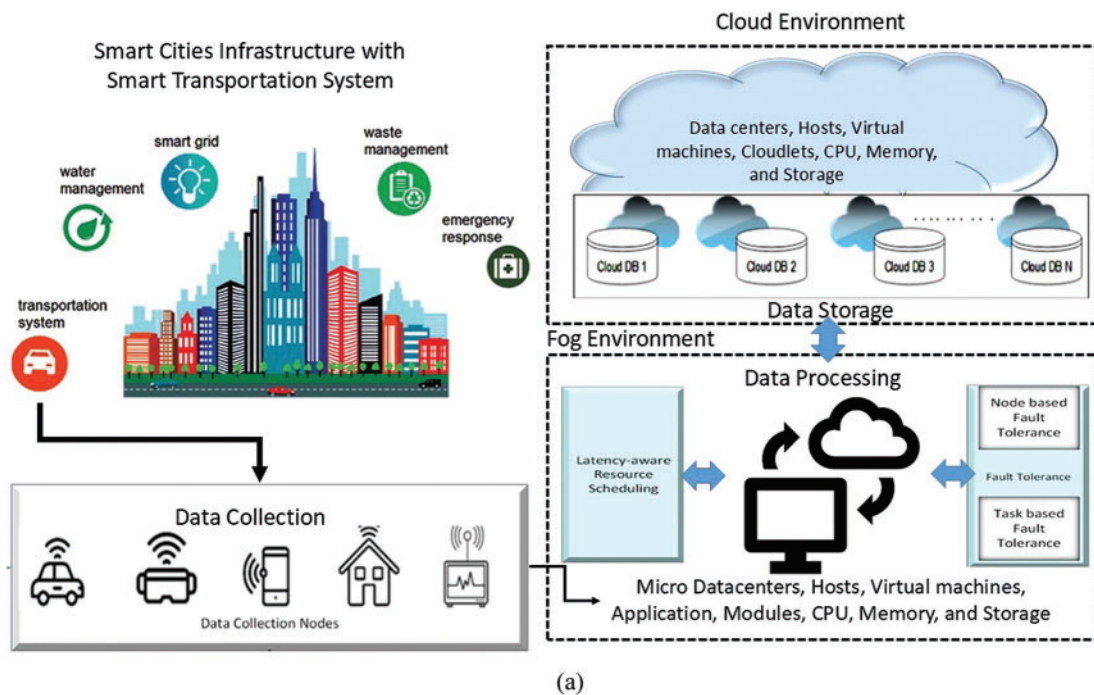 Smart Cities Infrastructure with
Smart Transportation System
smart grid
waste
management
water
management
emergency
response
transportation
system
Data Collection
Data Collection Nodes
Cloud Environment
Data centers, Hosts, Virtual
machines, Cloudlets, CPU, Memory,
and Storage
Cloud DB 1
Cloud DB 2
Cloud DB 3
.... ... ...
Cloud DB N
Data Storage
Fog Environment
Data Processing
Latency-aware
Resource
Scheduling
Node based
Fault
Tolerance
Fault Tolerance
Task based
Fault
Tolerance
Micro Datacenters, Hosts, Virtual machines,
Application, Modules, CPU, Memory, and Storage
(a)